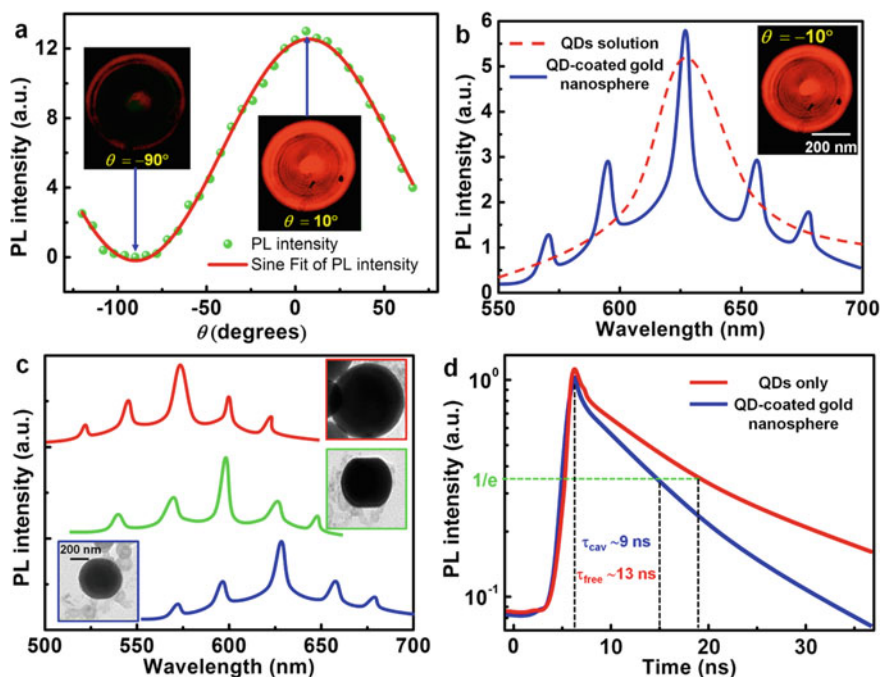 a
PL intensity (a.u.)
12
8
4
0
θ = −90°
θ = 10°
PL intensity
Sine Fit of PL intensity
-100
-50
0
50
θ (degrees)
b
PL intensity (a.u.)
6
5
4
3
2
1
0
QDs solution
QD-coated gold
nanosphere
θ = −10°
200 nm
550
600
650
700
Wavelength (nm)
c
PL intensity (a.u.)
200 nm
500
550
600
650
700
Wavelength (nm)
d
PL intensity (a.u.)
10⁰
1/e
10⁻¹
QDs only
QD-coated gold
nanosphere
τcav ~9 ns
τfree ~13 ns
0
10
20
30
Time (ns)